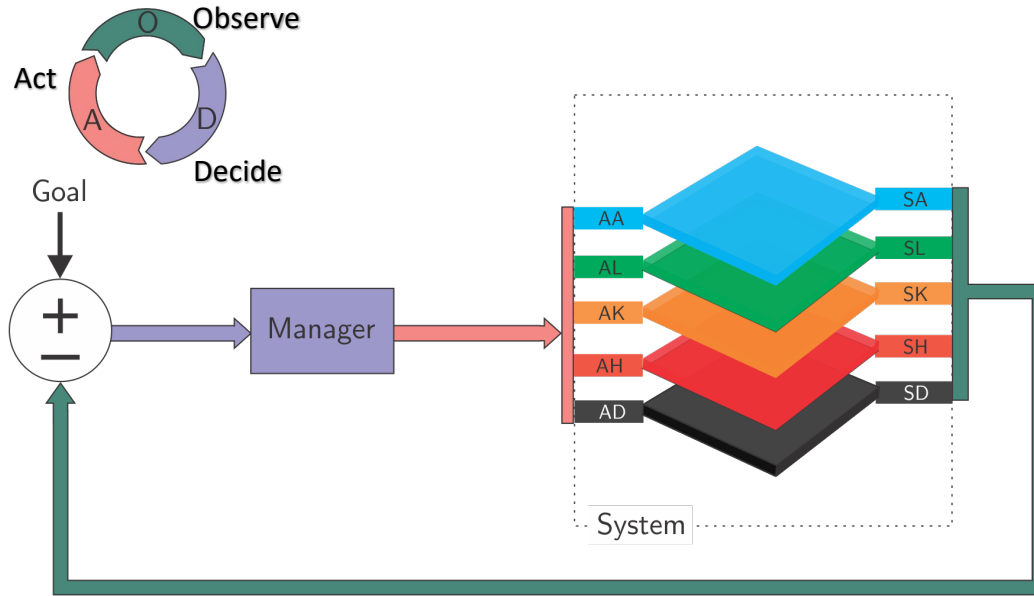 O
Observe
Act
A
D
Decide
Goal
+
−
Manager
AA
AL
AK
AH
AD
SA
SL
SK
SH
SD
System